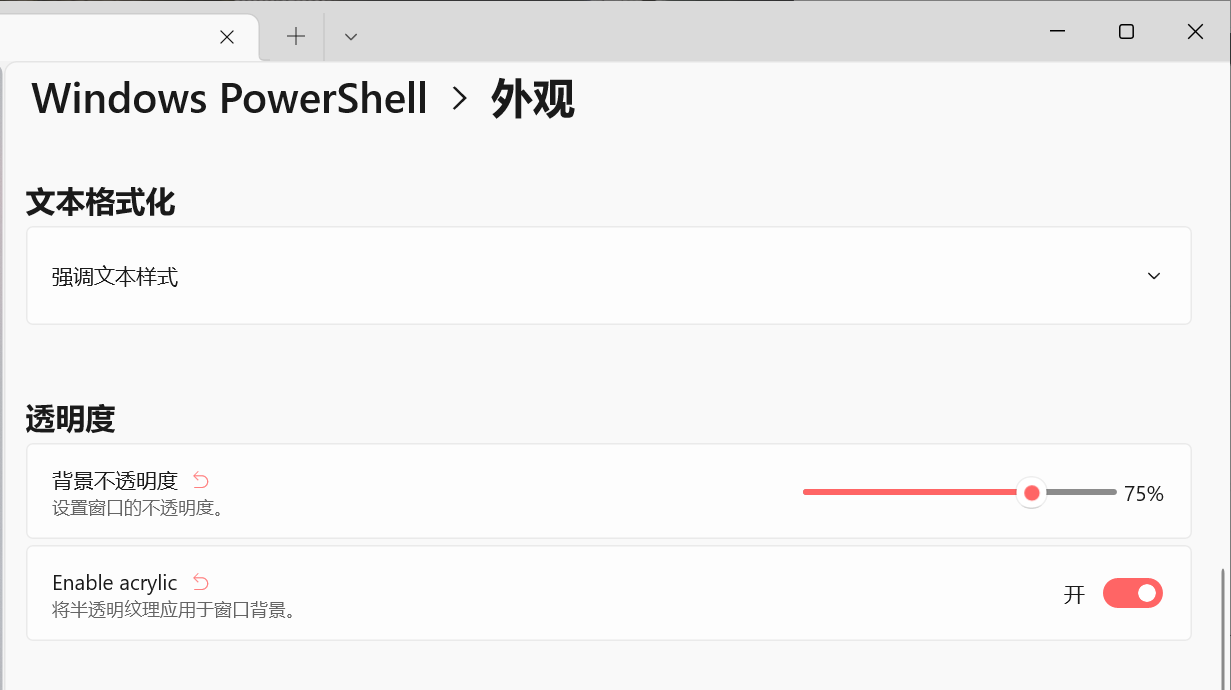 Windows PowerShell > 外观
文本格式化
强调文本样式
透明度
背景不透明度
设置窗口的不透明度。
75%
Enable acrylic
将半透明纹理应用于窗口背景。
开